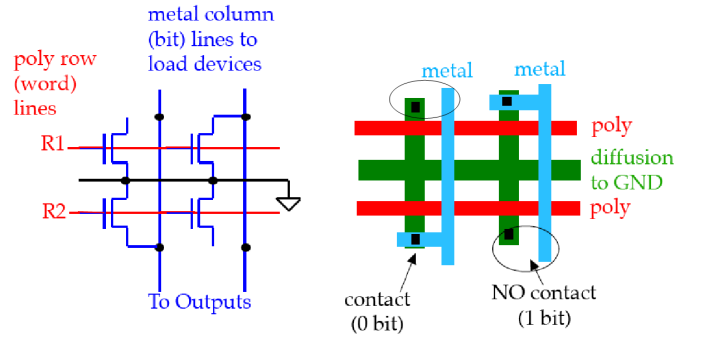 metal column
(bit) lines to
load devices
poly row
(word)
lines
R1
R2
To Outputs
metal
metal
poly
diffusion
to GND
poly
contact
(0 bit)
NO contact
(1 bit)